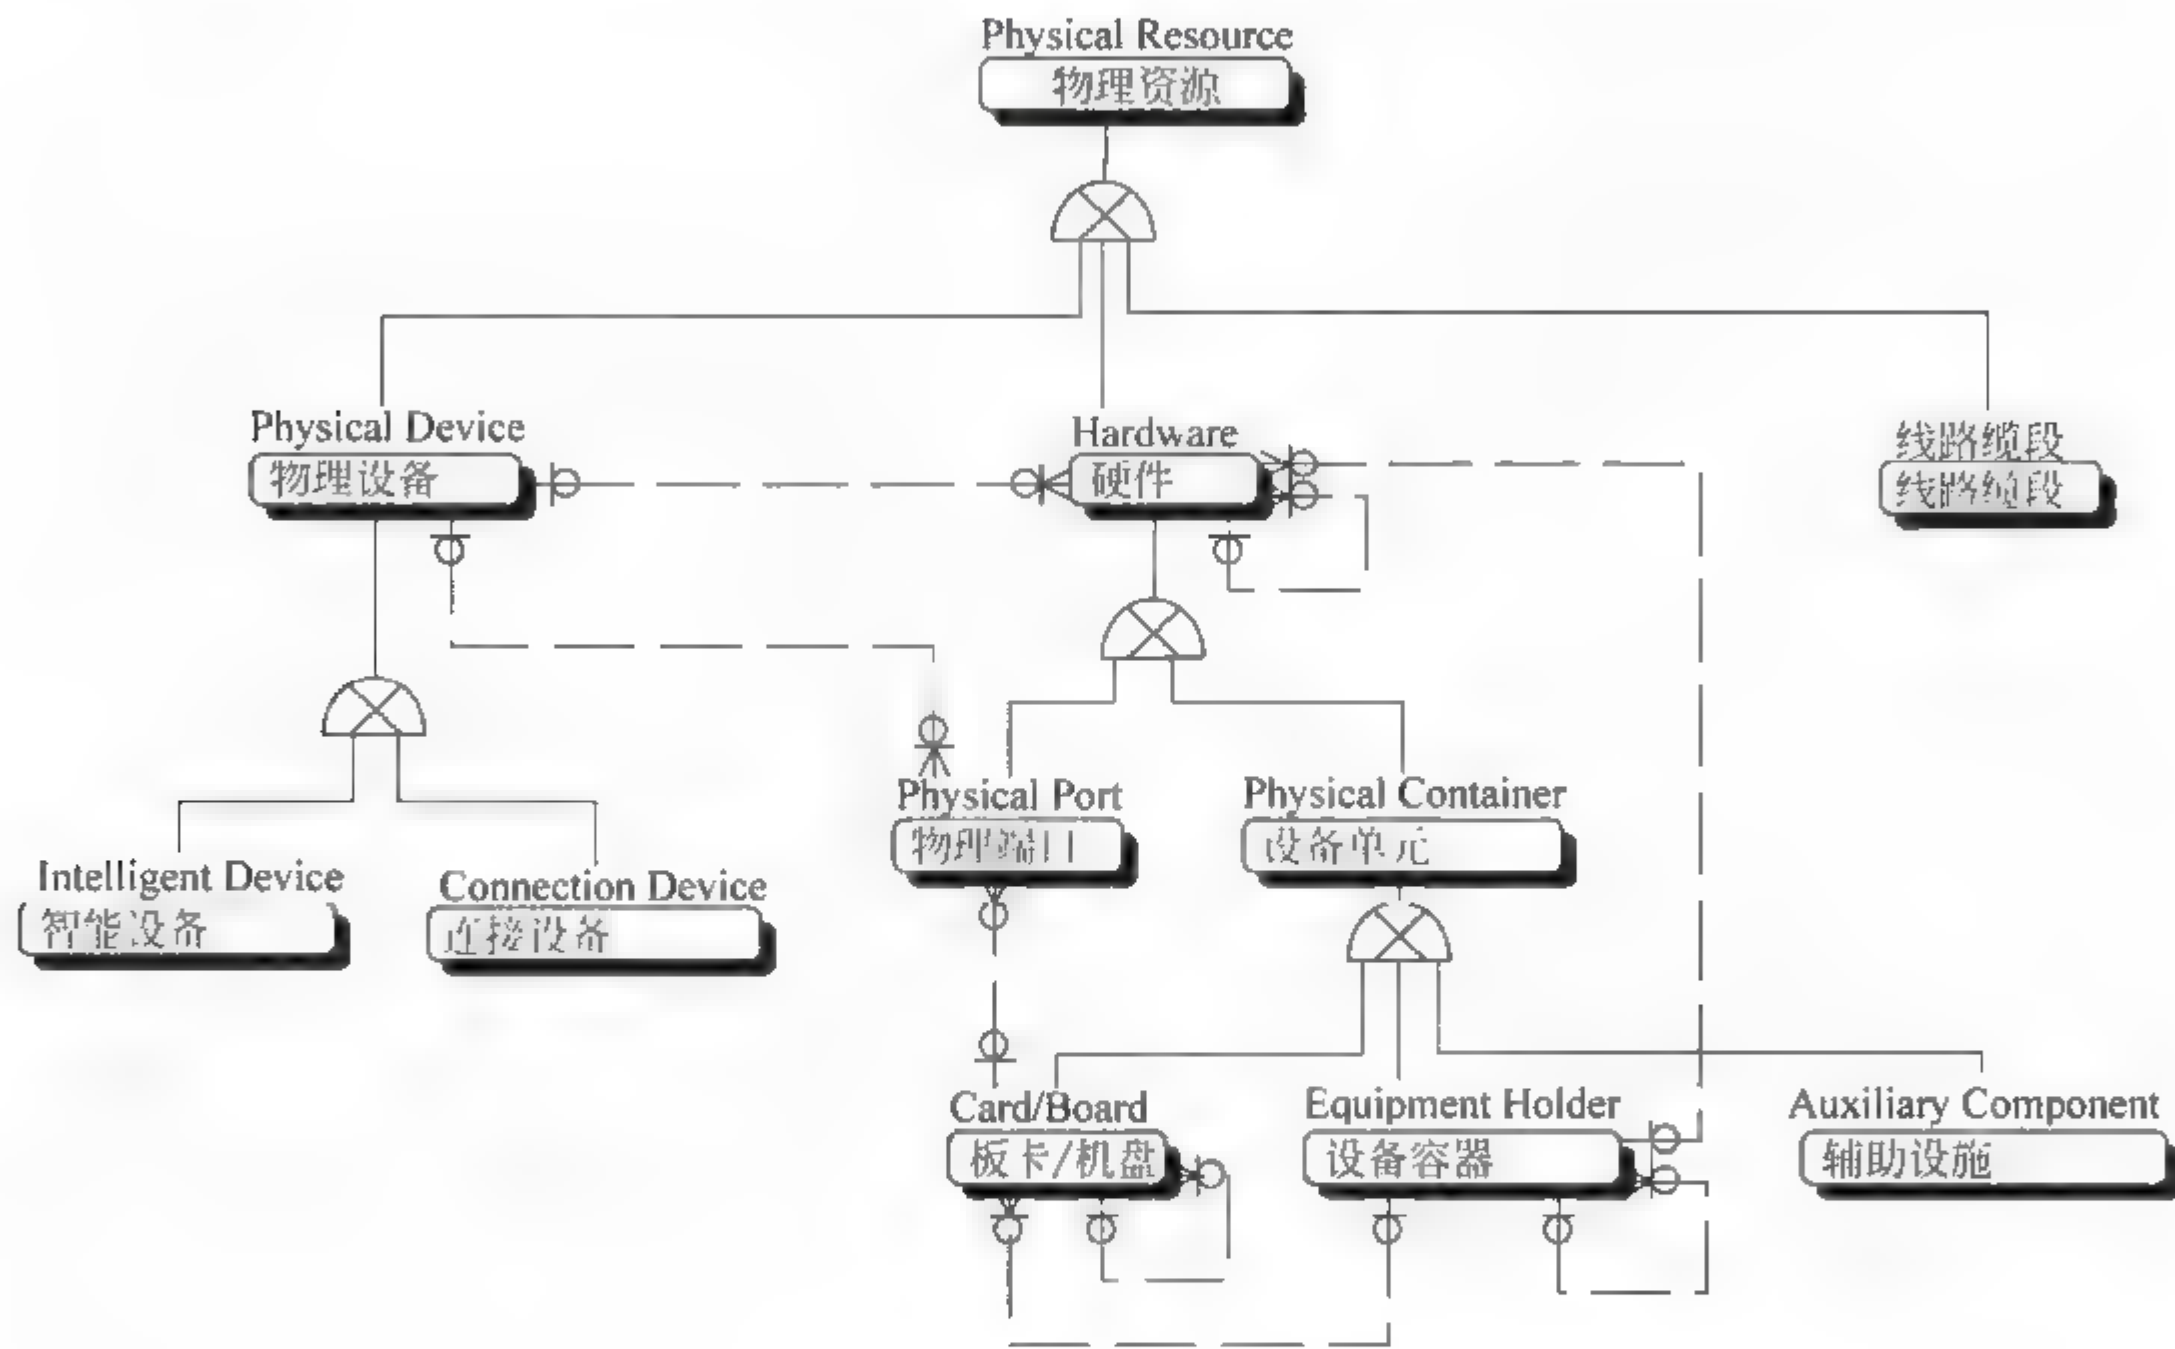 Physical Resource
物理资源
Physical Device
物理设备
Hardware
硬件
线路缆段
线路缆段
Physical Port
物理端口
Physical Container
设备单元
Intelligent Device
智能设备
Connection Device
连接设备
Card/Board
板卡/机盘
Equipment Holder
设备容器
Auxiliary Component
辅助设施